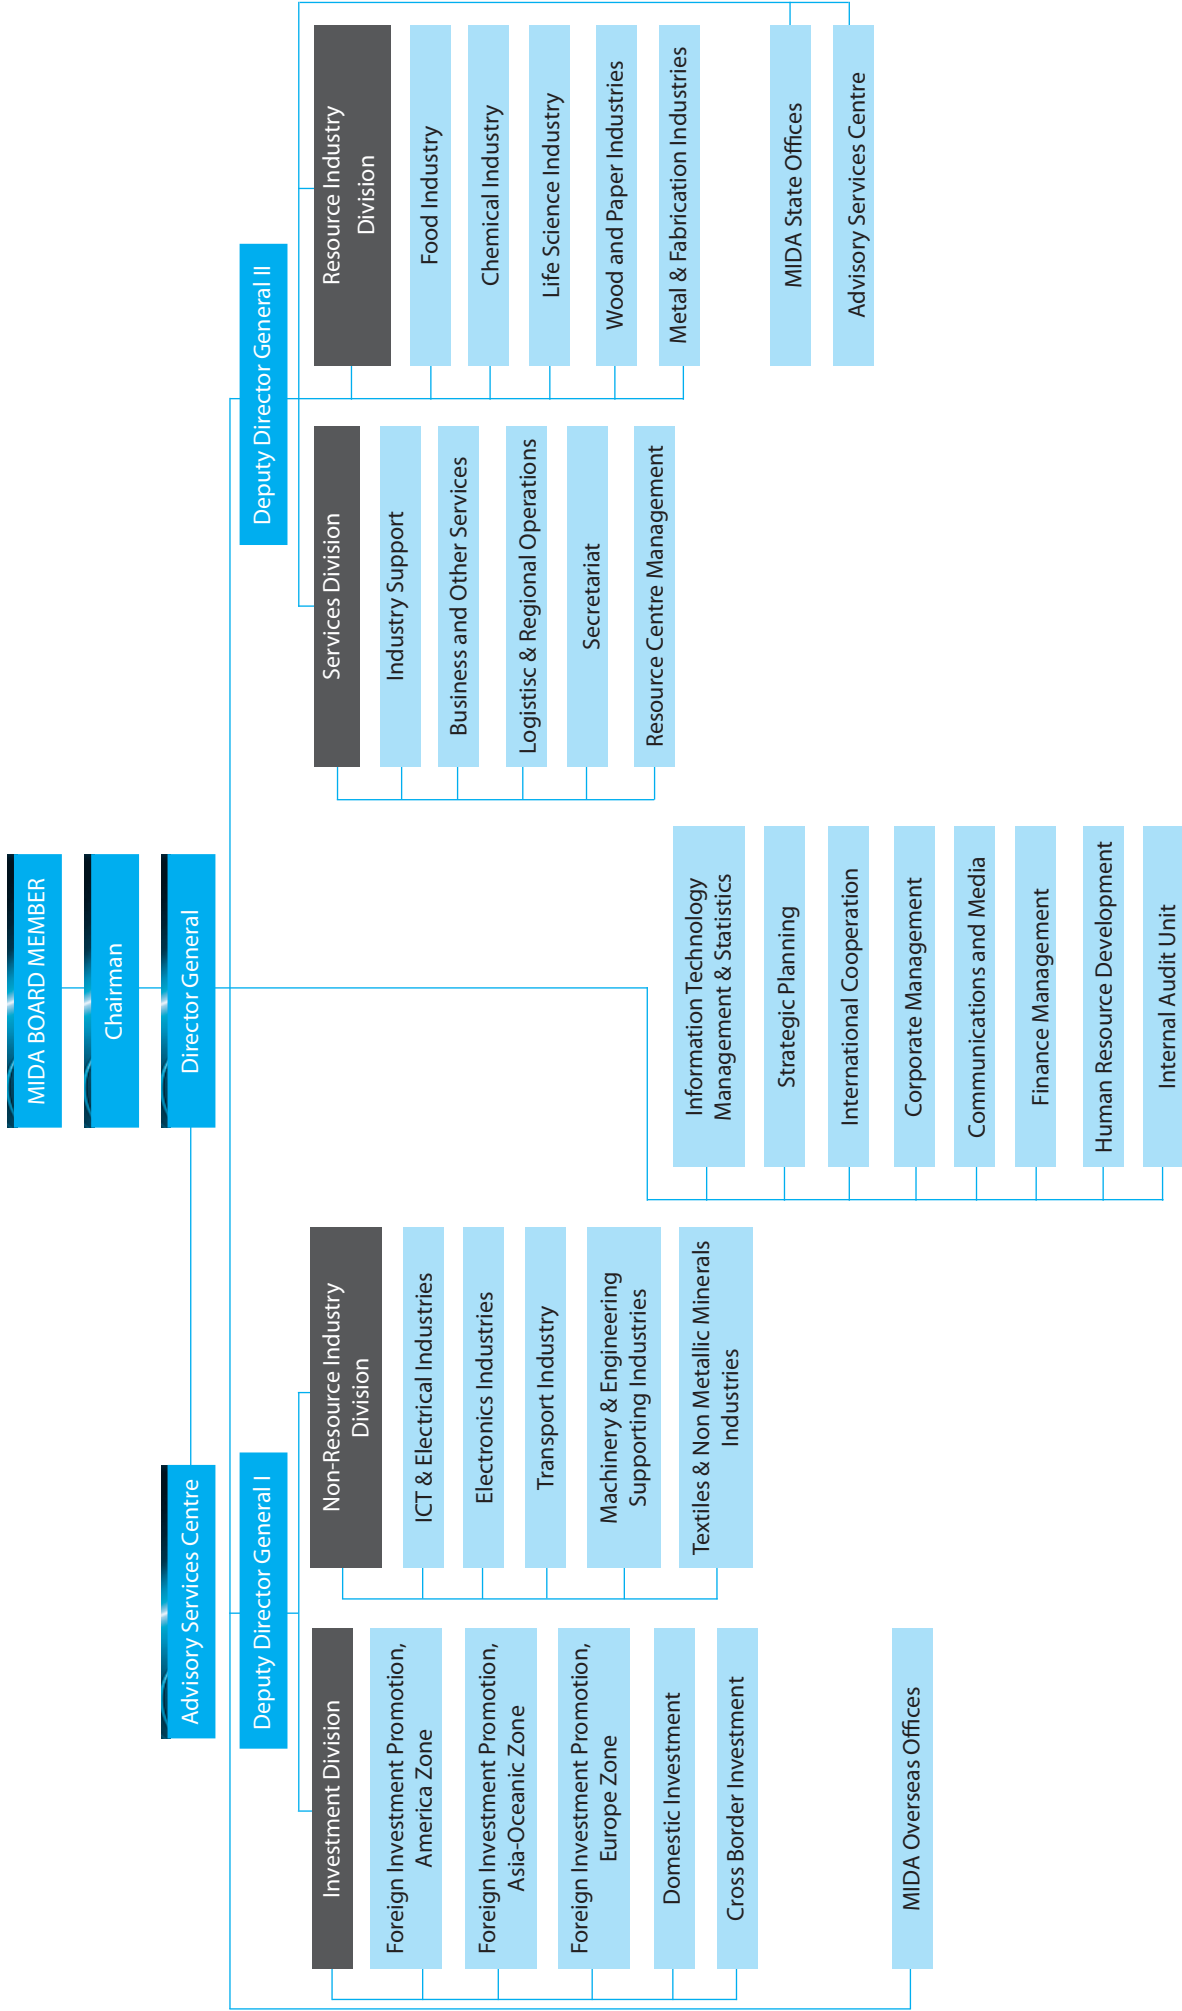 MIDA BOARD MEMBER
Chairman
Director General
Advisory Services Centre
Deputy Director General I
Investment Division
Foreign Investment Promotion,
America Zone
Foreign Investment Promotion,
Asia-Oceanic Zone
Foreign Investment Promotion,
Europe Zone
Domestic Investment
Cross Border Investment
MIDA Overseas Offices
Non-Resource Industry
Division
ICT & Electrical Industries
Electronics Industries
Transport Industry
Machinery & Engineering
Supporting Industries
Textiles & Non Metallic Minerals
Industries
Information Technology
Management & Statistics
Strategic Planning
International Cooperation
Corporate Management
Communications and Media
Finance Management
Human Resource Development
Internal Audit Unit
Deputy Director General II
Services Division
Industry Support
Business and Other Services
Logistisc & Regional Operations
Secretariat
Resource Centre Management
Resource Industry
Division
Food Industry
Chemical Industry
Life Science Industry
Wood and Paper Industries
Metal & Fabrication Industries
MIDA State Offices
Advisory Services Centre